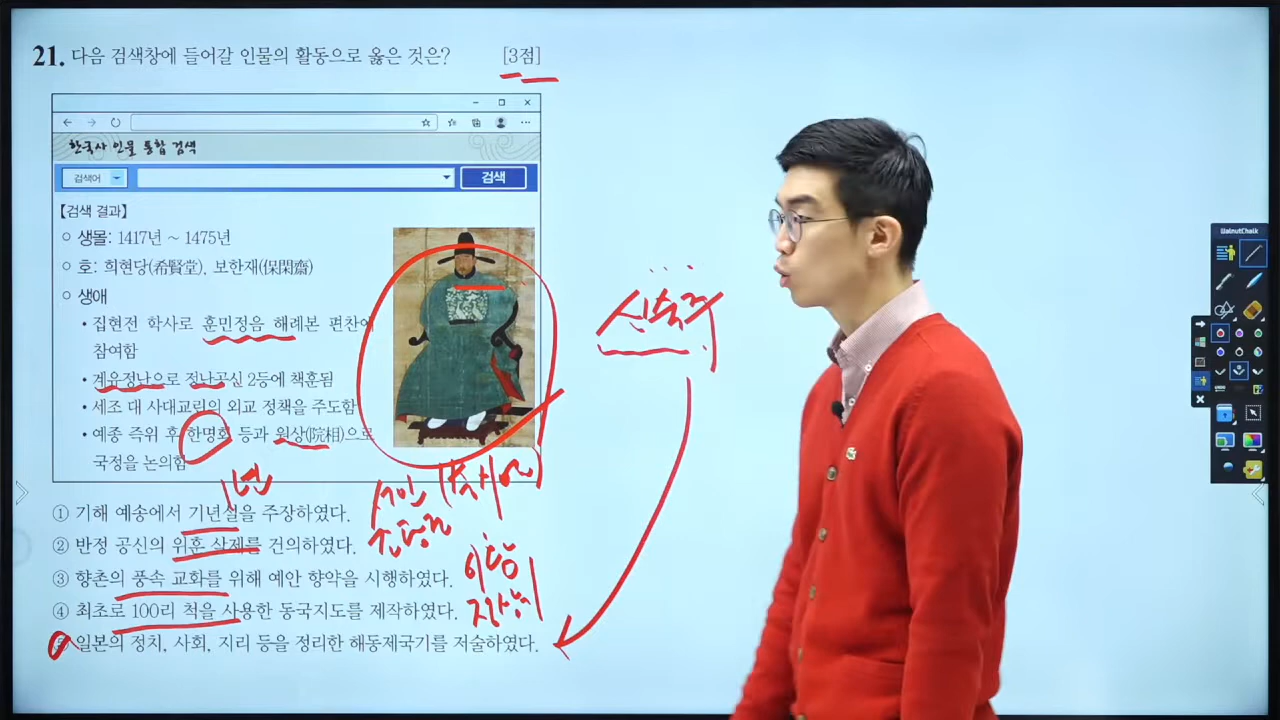 21. 다음 검색창에 들어갈 인물의 활동으로 옳은 것은? [3점]
한국사 인물 통합 검색
검색어 검색
【검색 결과】
○ 생몰: 1417년 ~ 1475년
○ 호: 희현당(希賢堂), 보한재(保閑齋)
○ 생애
• 집현전 학사로 훈민정음 해례본 편찬에
참여함
• 계유정난으로 정난공신 2등에 책훈됨
• 세조 대 사대교린의 외교 정책을 주도함
• 예종 즉위 후 한명회 등과 원상(院相)으로
국정을 논의함
신숙주
1년
① 기해 예송에서 기년설을 주장하였다.
서인
② 반정 공신의 위훈 삭제를 건의하였다.
③ 향촌의 풍속 교화를 위해 예안 향약을 시행하였다.
이황
④ 최초로 100리 척을 사용한 동국지도를 제작하였다.
정상기
⑤ 일본의 정치, 사회, 지리 등을 정리한 해동제국기를 저술하였다.
WalnutChalk